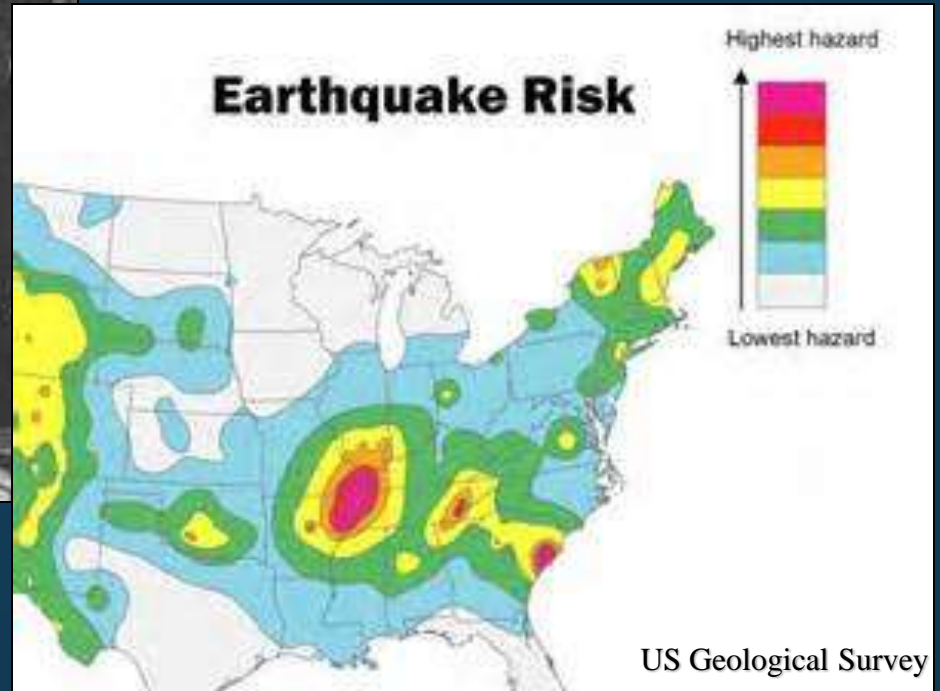 Highest hazard
Earthquake Risk
Lowest hazard
US Geological Survey